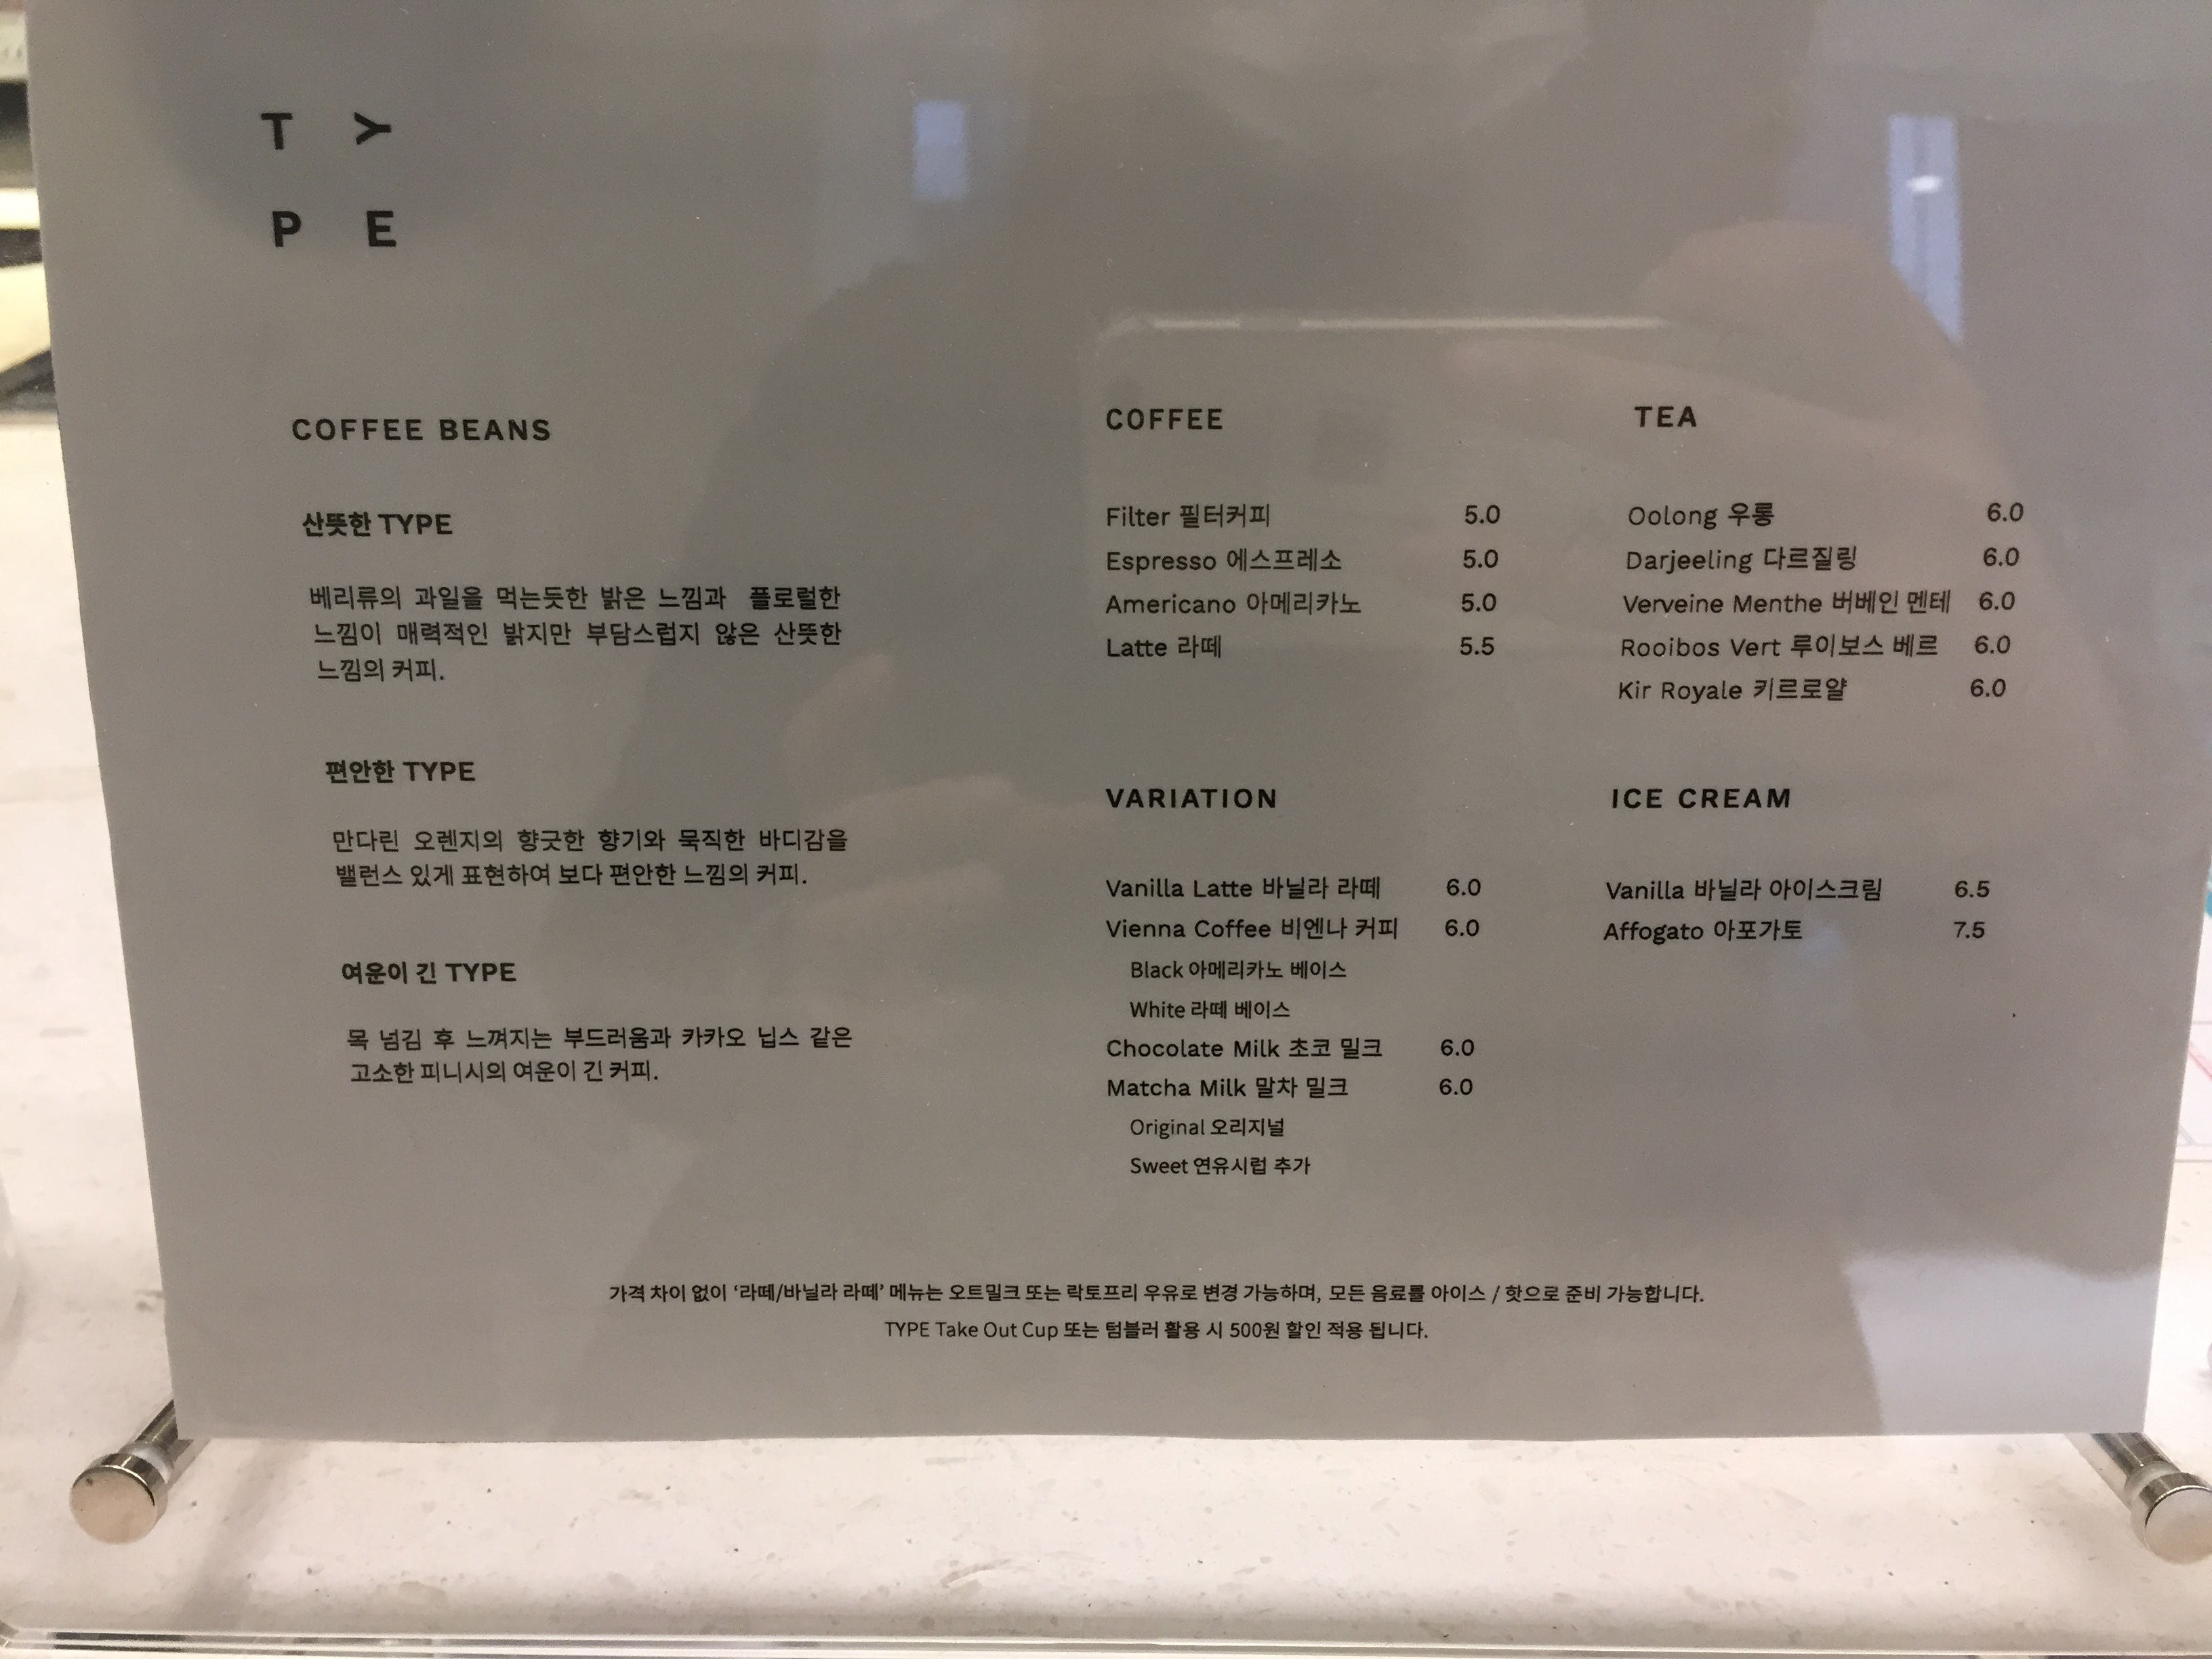 T Y
P E
COFFEE BEANS
산뜻한 TYPE
베리류의 과일을 먹는듯한 밝은 느낌과 플로럴한
느낌이 매력적인 밝지만 부담스럽지 않은 산뜻한
느낌의 커피.
편안한 TYPE
만다린 오렌지의 향긋한 향기와 묵직한 바디감을
밸런스 있게 표현하여 보다 편안한 느낌의 커피.
여운이 긴 TYPE
목 넘김 후 느껴지는 부드러움과 카카오 닙스 같은
고소한 피니시의 여운이 긴 커피.
COFFEE
Filter 필터커피 5.0
Espresso 에스프레소 5.0
Americano 아메리카노 5.0
Latte 라떼 5.5
VARIATION
Vanilla Latte 바닐라 라떼 6.0
Vienna Coffee 비엔나 커피 6.0
Black 아메리카노 베이스
White 라떼 베이스
Chocolate Milk 초코 밀크 6.0
Matcha Milk 말차 밀크 6.0
Original 오리지널
Sweet 연유시럽 추가
TEA
Oolong 우롱 6.0
Darjeeling 다르질링 6.0
Verveine Menthe 버베인 멘테 6.0
Rooibos Vert 루이보스 베르 6.0
Kir Royale 키르로얄 6.0
ICE CREAM
Vanilla 바닐라 아이스크림 6.5
Affogato 아포가토 7.5
가격 차이 없이 ‘라떼/바닐라 라떼’ 메뉴는 오트밀크 또는 락토프리 우유로 변경 가능하며, 모든 음료를 아이스 / 핫으로 준비 가능합니다.
TYPE Take Out Cup 또는 텀블러 활용 시 500원 할인 적용 됩니다.